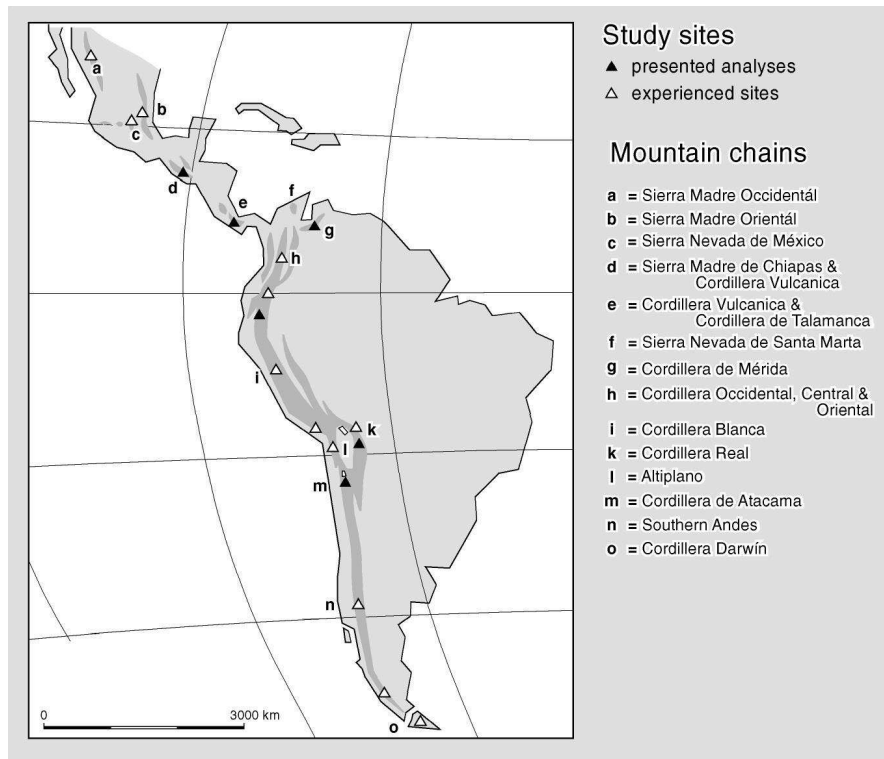 Study sites
▲ presented analyses
△ experienced sites
Mountain chains
a = Sierra Madre Occidentál
b = Sierra Madre Orientál
c = Sierra Nevada de México
d = Sierra Madre de Chiapas &
Cordillera Vulcanica
e = Cordillera Vulcanica &
Cordillera de Talamanca
f = Sierra Nevada de Santa Marta
g = Cordillera de Mérida
h = Cordillera Occidental, Central &
Oriental
i = Cordillera Blanca
k = Cordillera Real
l = Altiplano
m = Cordillera de Atacama
n = Southern Andes
o = Cordillera Darwín
a
b
c
d
e
f
g
h
i
k
l
m
n
o
0 3000 km